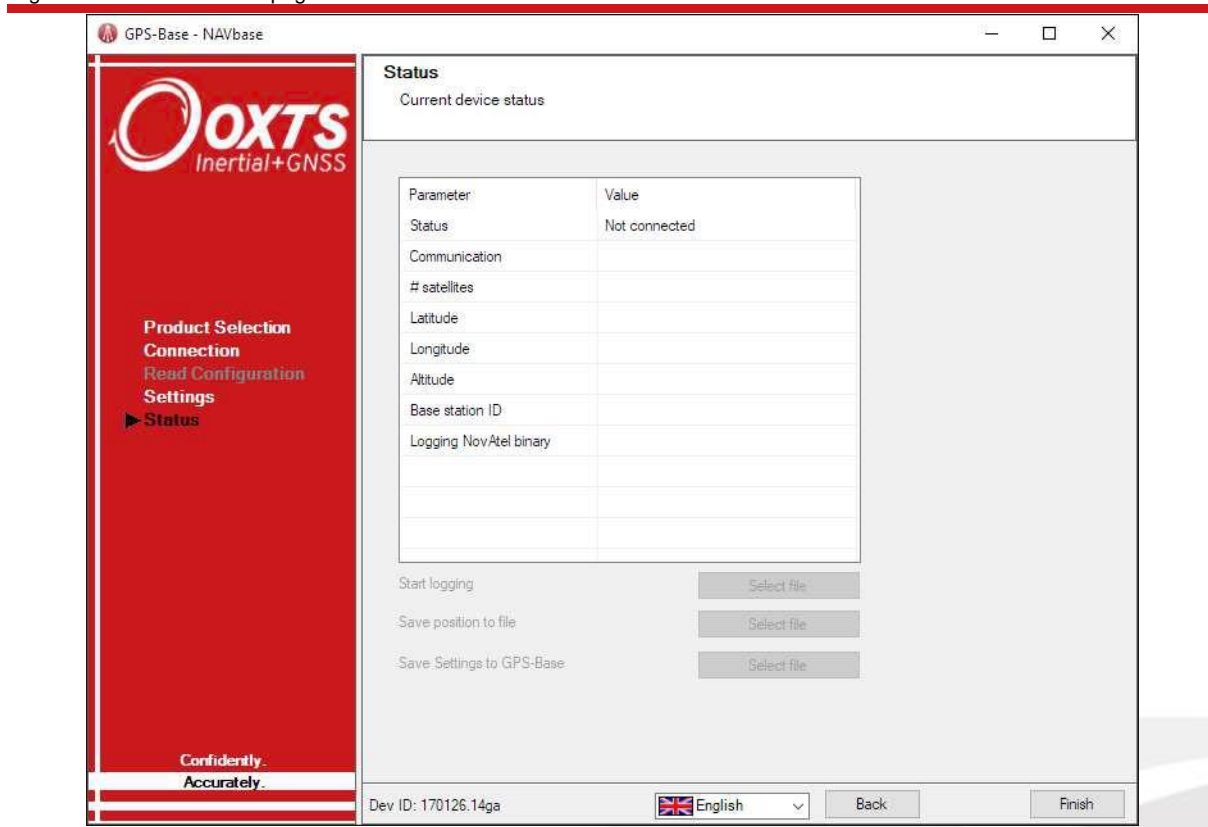 GPS-Base - NAVbase
OXTS
Inertial+GNSS
Product Selection
Connection
Read Configuration
Settings
Status
Confidently.
Accurately.
Status
Current device status
Parameter Value
Status Not connected
Communication
# satellites
Latitude
Longitude
Altitude
Base station ID
Logging NovAtel binary
Start logging Select file
Save position to file Select file
Save Settings to GPS-Base Select file
Dev ID: 170126.14ga English Back Finish